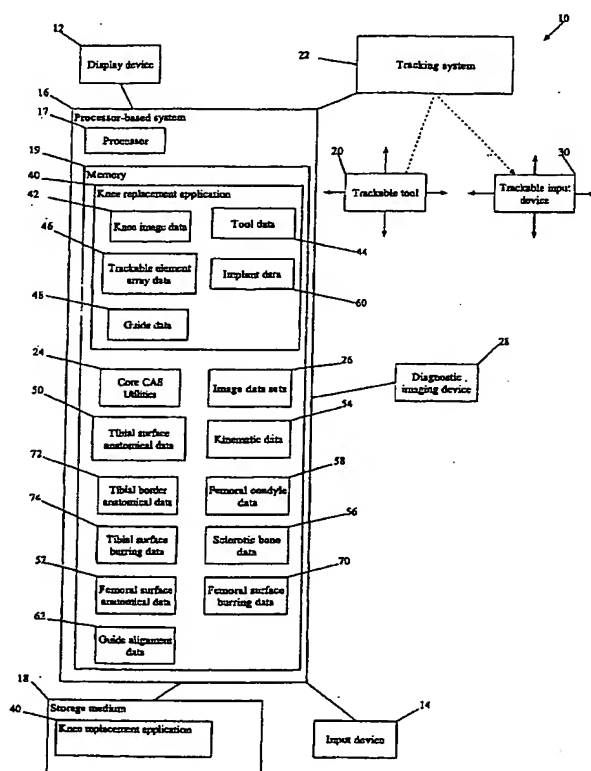 10
12
22
Display device
Tracking system
16
Processor-based system
17
Processor
19
Memory
40
Knee replacement application
42
Knee image data
Tool data
44
46
Trackable element
array data
Implant data
60
48
Guide data
20
Trackable tool
30
Trackable input
device
24
Core CAS
Utilities
26
Image data sets
28
Diagnostic
imaging device
50
Tibial surface
anatomical data
54
Kinematic data
72
Tibial border
anatomical data
58
Femoral condyle
data
74
Tibial surface
burring data
56
Sclerotic bone
data
52
Femoral surface
anatomical data
70
Femoral surface
burring data
62
Guide alignment
data
18
Storage medium
40
Knee replacement application
14
Input device